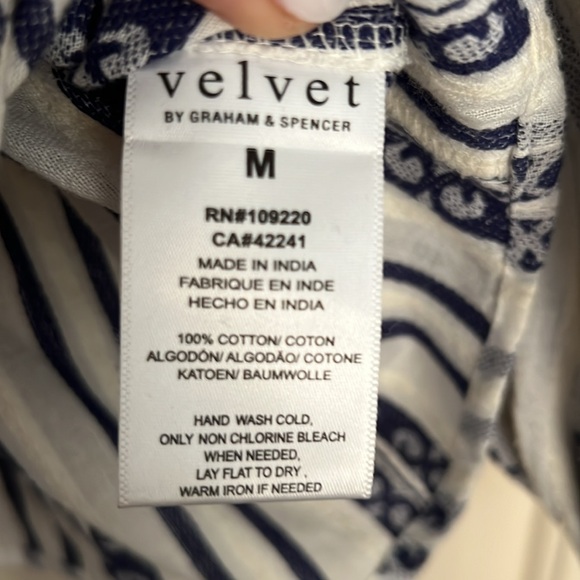 velvet
BY GRAHAM & SPENCER
M
RN#109220
CA#42241
MADE IN INDIA
FABRIQUE EN INDE
HECHO EN INDIA
100% COTTON/ COTON
ALGODÓN/ ALGODÃO/ COTONE
KATOEN/ BAUMWOLLE
HAND WASH COLD,
ONLY NON CHLORINE BLEACH
WHEN NEEDED,
LAY FLAT TO DRY ,
WARM IRON IF NEEDED